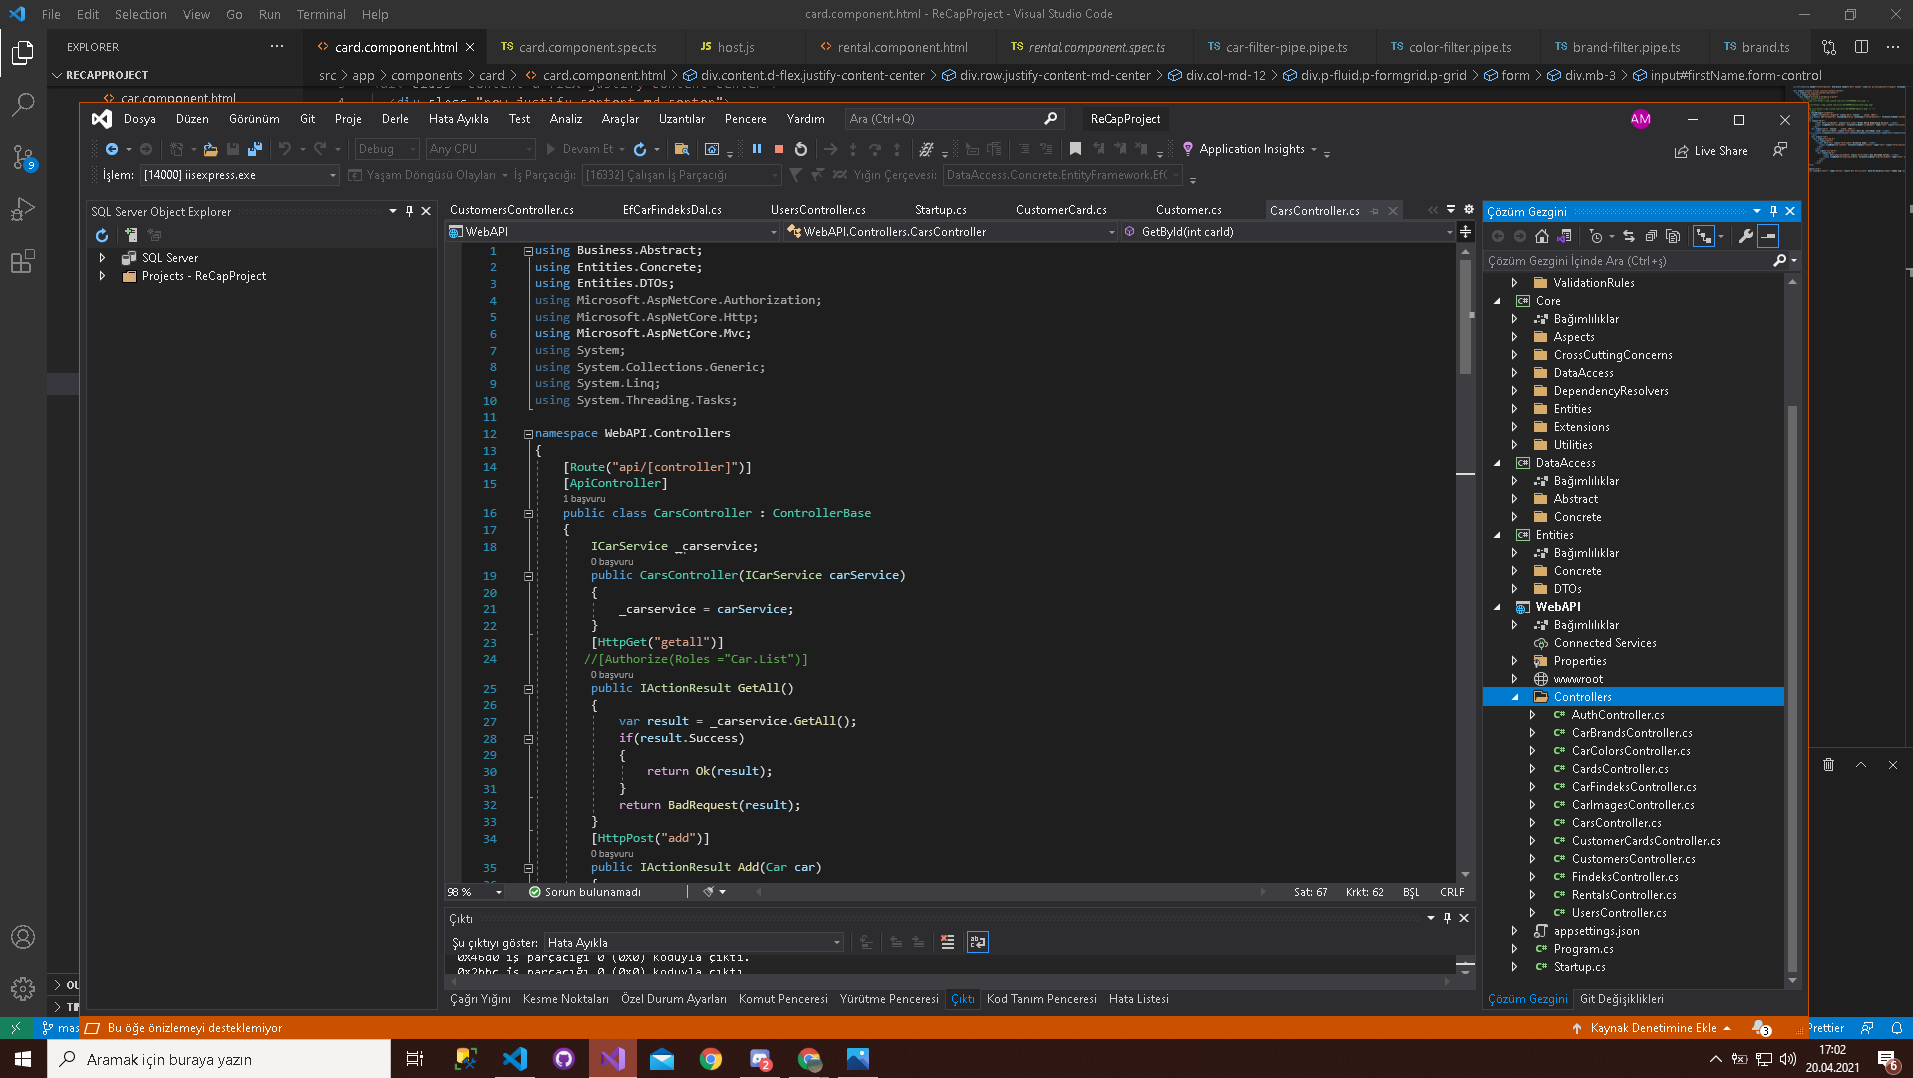 File Edit Selection View Go Run Terminal Help
card.component.html - ReCapProject - Visual Studio Code
EXPLORER
card.component.html
card.component.spec.ts
host.js
rental.component.html
rental.component.spec.ts
car-filter-pipe.pipe.ts
color-filter.pipe.ts
brand-filter.pipe.ts
brand.ts
RECAPPROJECT
src > app > components > card > card.component.html > div.content.d-flex.justify-content-center > div.row.justify-content-md-center > div.col-md-12 > div.p-fluid.p-formgrid.p-grid > form > div.mb-3 > input#firstName.form-control
car.component.html
Dosya Düzen Görünüm Git Proje Derle Hata Ayıkla Test Analiz Araçlar Uzantılar Pencere Yardım
Ara (Ctrl+Q)
ReCapProject
AM
Debug
Any CPU
Devam Et
Application Insights
Live Share
İşlem: [14000] iisexpress.exe
Yaşam Döngüsü Olayları
İş Parçacığı: [16332] Çalışan İş Parçacığı
Yığın Çerçevesi: DataAccess.Concrete.EntityFramework.EfC
SQL Server Object Explorer
SQL Server
Projects - ReCapProject
CustomersController.cs
EfCarFindeksDal.cs
UsersController.cs
Startup.cs
CustomerCard.cs
Customer.cs
CarsController.cs
WebAPI
WebAPI.Controllers.CarsController
GetById(int carId)
1 using Business.Abstract;
2 using Entities.Concrete;
3 using Entities.DTOs;
4 using Microsoft.AspNetCore.Authorization;
5 using Microsoft.AspNetCore.Http;
6 using Microsoft.AspNetCore.Mvc;
7 using System;
8 using System.Collections.Generic;
9 using System.Linq;
10 using System.Threading.Tasks;
11
12 namespace WebAPI.Controllers
13 {
14 [Route("api/[controller]")]
15 [ApiController]
1 başvuru
16 public class CarsController : ControllerBase
17 {
18 ICarService _carservice;
0 başvuru
19 public CarsController(ICarService carService)
20 {
21 _carservice = carService;
22 }
23 [HttpGet("getall")]
24 //[Authorize(Roles ="Car.List")]
0 başvuru
25 public IActionResult GetAll()
26 {
27 var result = _carservice.GetAll();
28 if(result.Success)
29 {
30 return Ok(result);
31 }
32 return BadRequest(result);
33 }
34 [HttpPost("add")]
0 başvuru
35 public IActionResult Add(Car car)
98 %
Sorun bulunamadı
Sat: 67 Krkt: 62 BŞL CRLF
Çıktı
Şu çıktıyı göster: Hata Ayıkla
0x46d0 iş parçacığı 0 (0x0) koduyla çıktı.
0x2bbc iş parçacığı 0 (0x0) koduyla çıktı.
Çağrı Yığını Kesme Noktaları Özel Durum Ayarları Komut Penceresi Yürütme Penceresi Çıktı Kod Tanım Penceresi Hata Listesi
Çözüm Gezgini
Çözüm Gezgini İçinde Ara (Ctrl+ş)
ValidationRules
Core
Bağımlılıklar
Aspects
CrossCuttingConcerns
DataAccess
DependencyResolvers
Entities
Extensions
Utilities
DataAccess
Bağımlılıklar
Abstract
Concrete
Entities
Bağımlılıklar
Concrete
DTOs
WebAPI
Bağımlılıklar
Connected Services
Properties
wwwroot
Controllers
AuthController.cs
CarBrandsController.cs
CarColorsController.cs
CardsController.cs
CarFindeksController.cs
CarImagesController.cs
CarsController.cs
CustomerCardsController.cs
CustomersController.cs
FindeksController.cs
RentalsController.cs
UsersController.cs
appsettings.json
Program.cs
Startup.cs
Çözüm Gezgini Git Değişiklikleri
OU
TI
mas
Bu öğe önizlemeyi desteklemiyor
Kaynak Denetimine Ekle
3
Prettier
9
Aramak için buraya yazın
2
17:02
20.04.2021
6